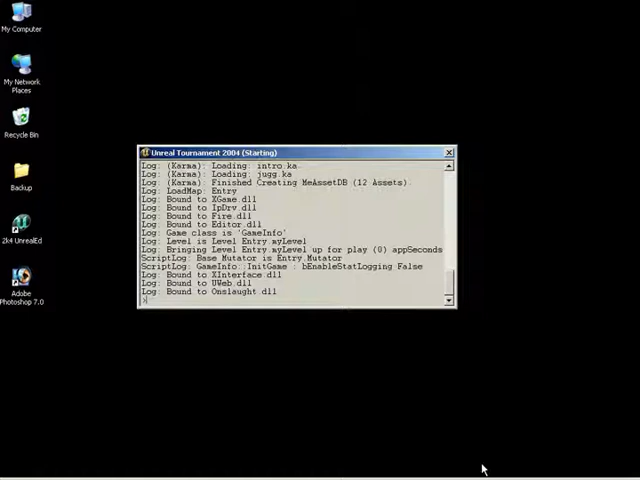 My Computer
My Network
Places
Recycle Bin
Backup
2k4 UnrealEd
Adobe
Photoshop 7.0
Unreal Tournament 2004 (Starting)
Log: (Karma): Loading: intro.ka
Log: (Karma): Loading: jugg.ka
Log: (Karma): Finished Creating MeAssetDB (12 Assets).
Log: LoadMap: Entry
Log: Bound to XGame.dll
Log: Bound to IpDrv.dll
Log: Bound to Fire.dll
Log: Bound to Editor.dll
Log: Game class is 'GameInfo'
Log: Level is Level Entry.myLevel
Log: Bringing Level Entry.myLevel up for play (0) appSeconds
ScriptLog: Base Mutator is Entry.Mutator
ScriptLog: GameInfo::InitGame : bEnableStatLogging False
Log: Bound to XInterface.dll
Log: Bound to UWeb.dll
Log: Bound to Onslaught.dll
>